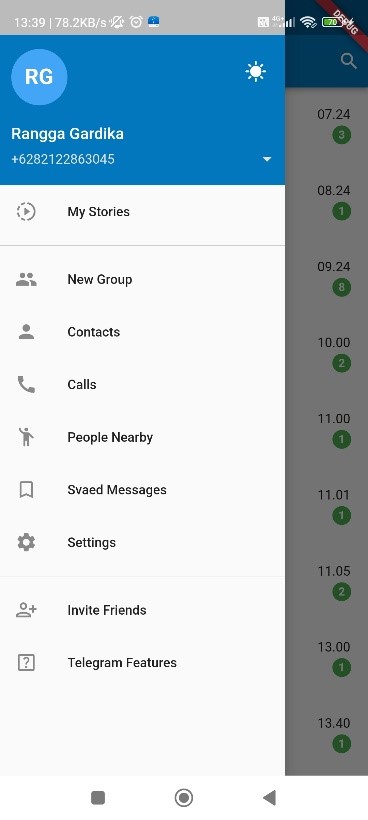 13:39 | 78.2KB/s
4G
70
DEBUG
RG
Rangga Gardika
+6282122863045
My Stories
New Group
Contacts
Calls
People Nearby
Svaed Messages
Settings
Invite Friends
Telegram Features
07.24
3
08.24
1
09.24
8
10.00
2
11.00
1
11.01
1
11.05
2
13.00
1
13.40
1